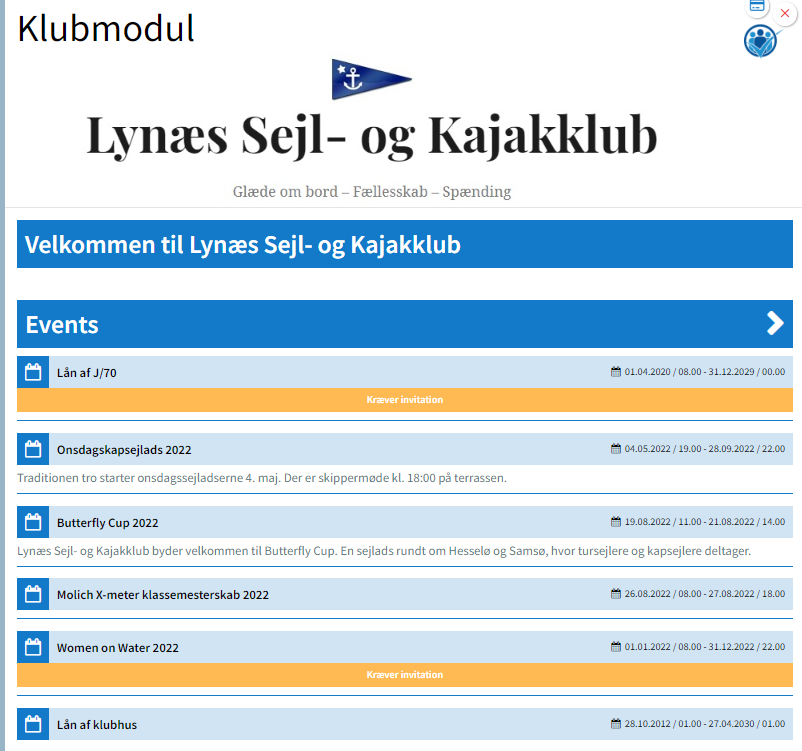 Klubmodul
Lynæs Sejl- og Kajakklub
Glæde om bord – Fællesskab – Spænding
Velkommen til Lynæs Sejl- og Kajakklub
Events
Lån af J/70 01.04.2020 / 08.00 - 31.12.2029 / 00.00
Kræver invitation
Onsdagskapsejlads 2022 04.05.2022 / 19.00 - 28.09.2022 / 22.00
Traditionen tro starter onsdagssejladserne 4. maj. Der er skippermøde kl. 18:00 på terrassen.
Butterfly Cup 2022 19.08.2022 / 11.00 - 21.08.2022 / 14.00
Lynæs Sejl- og Kajakklub byder velkommen til Butterfly Cup. En sejlads rundt om Hesselø og Samsø, hvor tursejlere og kapsejlere deltager.
Molich X-meter klassemesterskab 2022 26.08.2022 / 08.00 - 27.08.2022 / 18.00
Women on Water 2022 01.01.2022 / 08.00 - 31.12.2022 / 22.00
Kræver invitation
Lån af klubhus 28.10.2012 / 01.00 - 27.04.2030 / 01.00